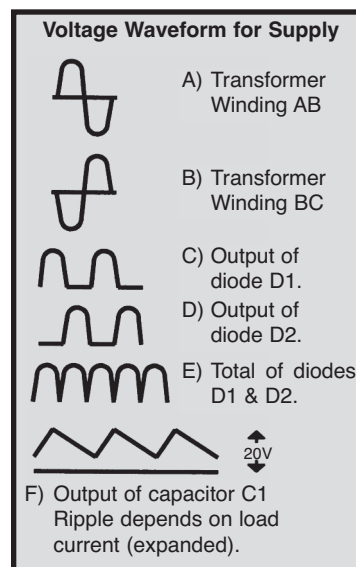 Voltage Waveform for Supply
A) Transformer
Winding AB
B) Transformer
Winding BC
C) Output of
diode D1.
D) Output of
diode D2.
E) Total of diodes
D1 & D2.
20V
F) Output of capacitor C1
Ripple depends on load
current (expanded).